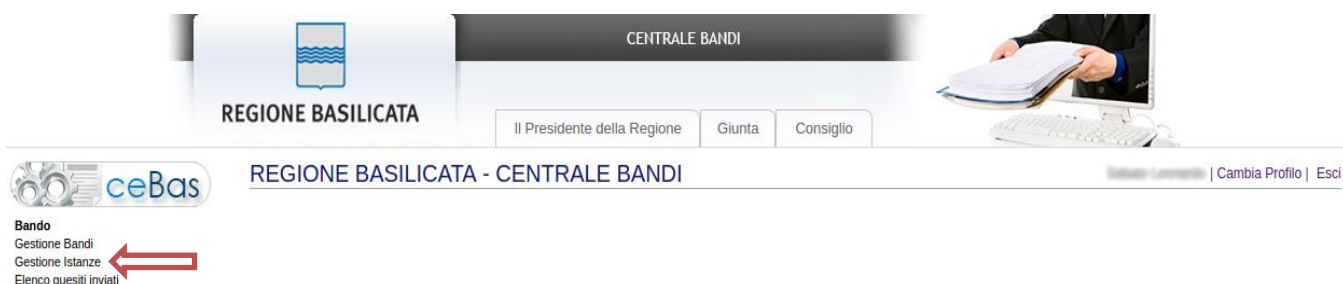 CENTRALE BANDI
REGIONE BASILICATA
Il Presidente della Regione
Giunta
Consiglio
ceBas
REGIONE BASILICATA - CENTRALE BANDI
| Cambia Profilo | Esci
Bando
Gestione Bandi
Gestione Istanze
Elenco quesiti inviati